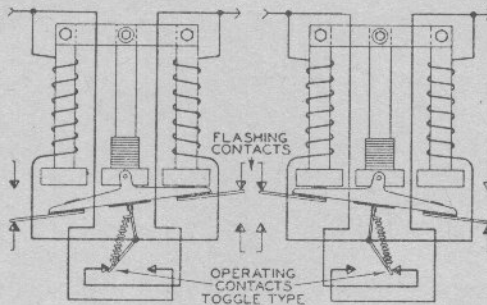 FLASHING
CONTACTS
OPERATING
CONTACTS
TOGGLE TYPE